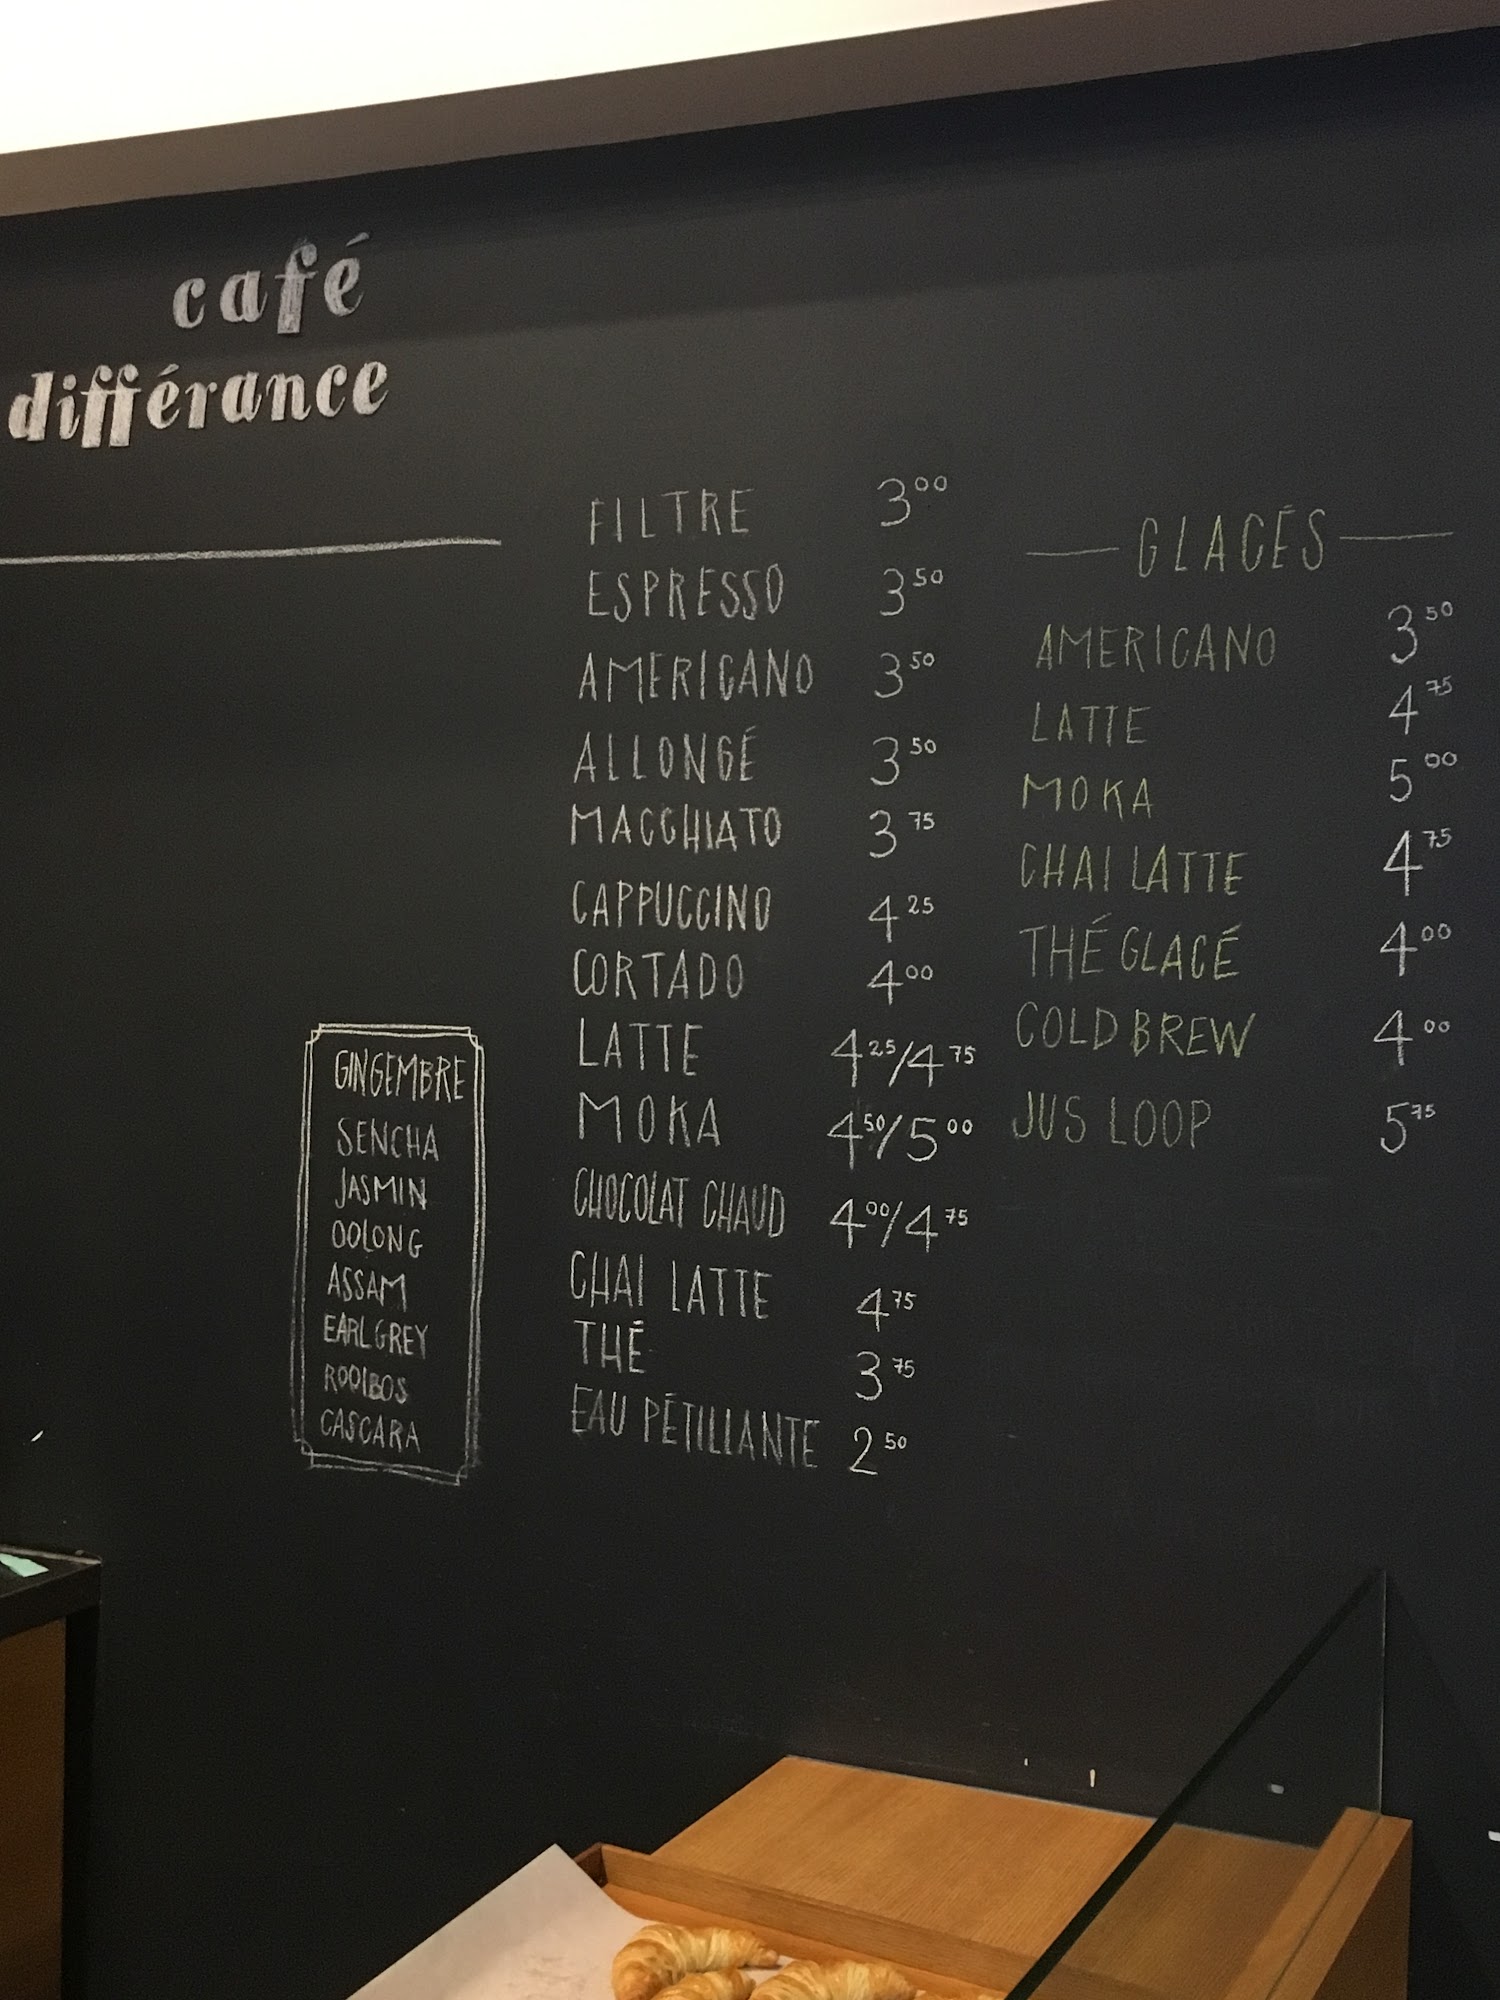 café
différance
FILTRE 3⁰⁰
ESPRESSO 3⁵⁰
AMERICANO 3⁵⁰
ALLONGÉ 3⁵⁰
MACCHIATO 3⁷⁵
CAPPUCCINO 4²⁵
CORTADO 4⁰⁰
LATTE 4²⁵/4⁷⁵
MOKA 4⁵⁰/5⁰⁰
CHOCOLAT CHAUD 4⁰⁰/4⁷⁵
CHAI LATTE 4⁷⁵
THÉ 3⁷⁵
EAU PÉTILLANTE 2⁵⁰
GINGEMBRE
SENCHA
JASMIN
OOLONG
ASSAM
EARL GREY
ROOIBOS
CASCARA
GLACÉS
AMERICANO 3⁵⁰
LATTE 4⁷⁵
MOKA 5⁰⁰
CHAI LATTE 4⁷⁵
THÉ GLACÉ 4⁰⁰
COLD BREW 4⁰⁰
JUS LOOP 5⁷⁵